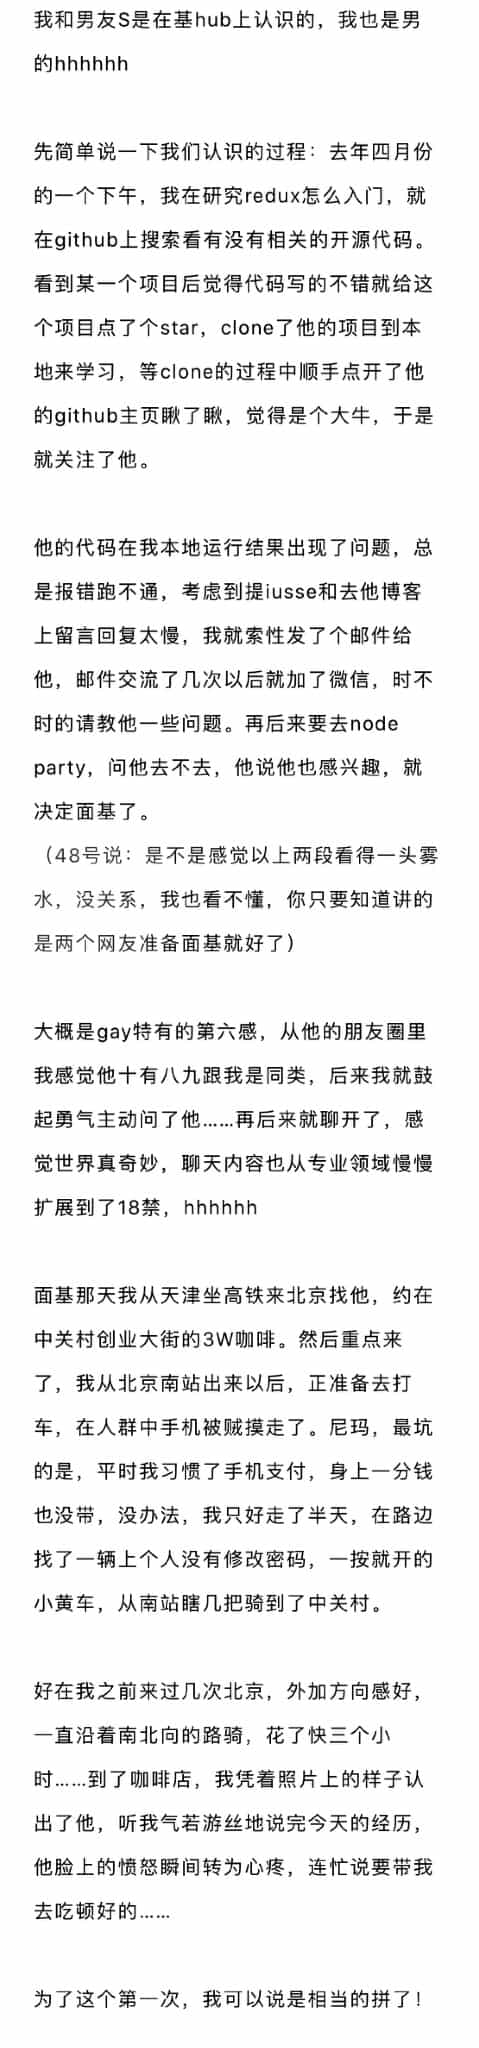 我和男友S是在基hub上认识的，我也是男
的hhhhhh
先简单说一下我们认识的过程：去年四月份
的一个下午，我在研究redux怎么入门，就
在github上搜索看有没有相关的开源代码。
看到某一个项目后觉得代码写的不错就给这
个项目点了个star，clone了他的项目到本
地来学习，等clone的过程中顺手点开了他
的github主页瞅了瞅，觉得是个大牛，于是
就关注了他。
他的代码在我本地运行结果出现了问题，总
是报错跑不通，考虑到提iusse和去他博客
上留言回复太慢，我就索性发了个邮件给
他，邮件交流了几次以后就加了微信，时不
时的请教他一些问题。再后来要去node
party，问他去不去，他说他也感兴趣，就
决定面基了。
（48号说：是不是感觉以上两段看得一头雾
水，没关系，我也看不懂，你只要知道讲的
是两个网友准备面基就好了）
大概是gay特有的第六感，从他的朋友圈里
我感觉他十有八九跟我是同类，后来我就鼓
起勇气主动问了他……再后来就聊开了，感
觉世界真奇妙，聊天内容也从专业领域慢慢
扩展到了18禁，hhhhhh
面基那天我从天津坐高铁来北京找他，约在
中关村创业大街的3W咖啡。然后重点来
了，我从北京南站出来以后，正准备去打
车，在人群中手机被贼摸走了。尼玛，最坑
的是，平时我习惯了手机支付，身上一分钱
也没带，没办法，我只好走了半天，在路边
找了一辆上个人没有修改密码，一按就开的
小黄车，从南站瞎几把骑到了中关村。
好在我之前来过几次北京，外加方向感好，
一直沿着南北向的路骑，花了快三个小
时……到了咖啡店，我凭着照片上的样子认
出了他，听我气若游丝地说完今天的经历，
他脸上的愤怒瞬间转为心疼，连忙说要带我
去吃顿好的……
为了这个第一次，我可以说是相当的拼了！